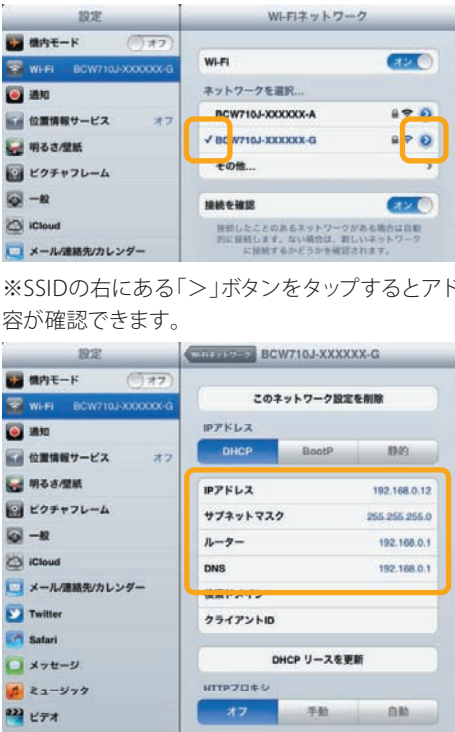 設定
機内モード オフ
Wi-Fi BCW710J-XXXXXX-G
通知
位置情報サービス オフ
明るさ/壁紙
ピクチャフレーム
一般
iCloud
メール/連絡先/カレンダー
Wi-Fiネットワーク
Wi-Fi オン
ネットワークを選択...
BCW710J-XXXXXX-A
✓ BCW710J-XXXXXX-G
その他...
接続を確認 オン
接続したことのあるネットワークがある場合は自動
的に接続します。ない場合は、新しいネットワーク
に接続するかどうかを確認されます。
※SSIDの右にある「＞」ボタンをタップするとアド
容が確認できます。
設定
機内モード オフ
Wi-Fi BCW710J-XXXXXX-G
通知
位置情報サービス オフ
明るさ/壁紙
ピクチャフレーム
一般
iCloud
メール/連絡先/カレンダー
Twitter
Safari
メッセージ
ミュージック
ビデオ
Wi-Fiネットワーク BCW710J-XXXXXX-G
このネットワーク設定を削除
IPアドレス
DHCP BootP 静的
IPアドレス 192.168.0.12
サブネットマスク 255.255.255.0
ルーター 192.168.0.1
DNS 192.168.0.1
検索ドメイン
クライアントID
DHCP リースを更新
HTTPプロキシ
オフ 手動 自動